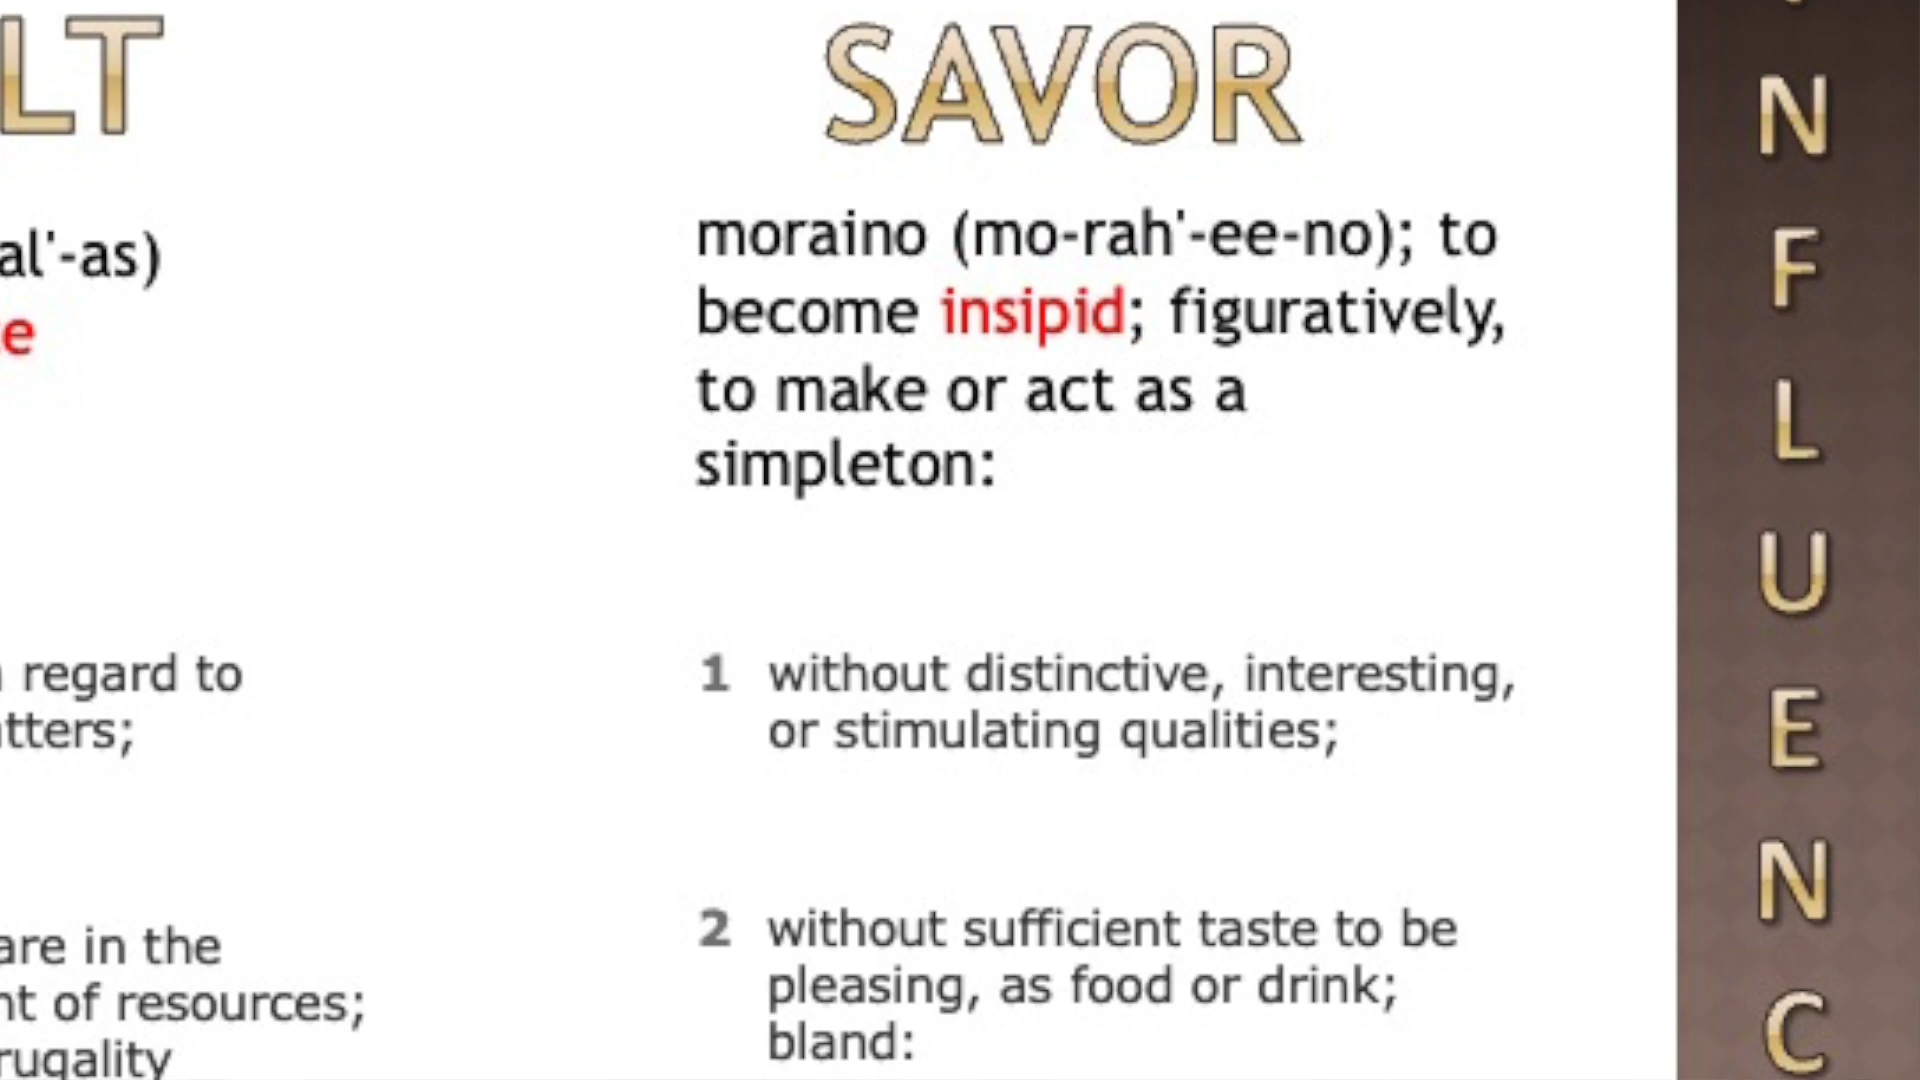 LT
al'-as)
e
regard to
tters;
are in the
nt of resources;
rugality
SAVOR
moraino (mo-rah'-ee-no); to
become insipid; figuratively,
to make or act as a
simpleton:
1 without distinctive, interesting,
or stimulating qualities;
2 without sufficient taste to be
pleasing, as food or drink;
bland:
N
F
L
U
E
N
C